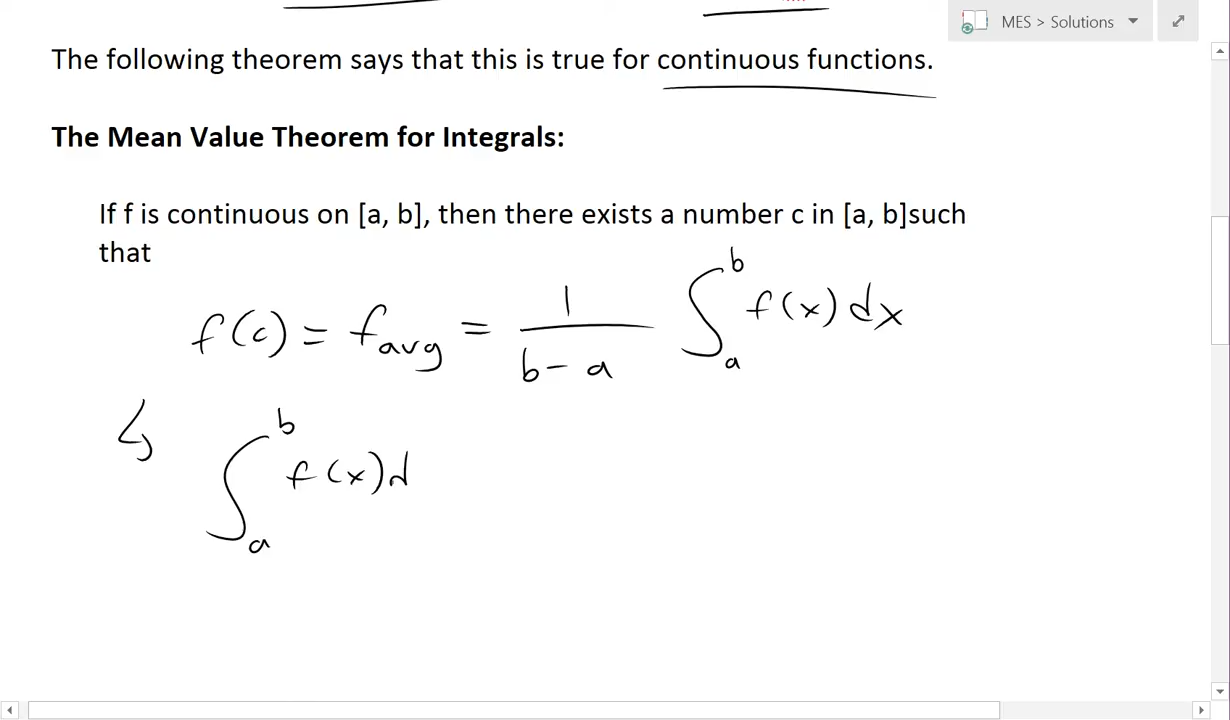 MES > Solutions
The following theorem says that this is true for continuous functions.
The Mean Value Theorem for Integrals:
If f is continuous on [a, b], then there exists a number c in [a, b]such
that
f(c) = f_avg = 1/(b-a) ∫_a^b f(x) dx
↳ ∫_a^b f(x)d